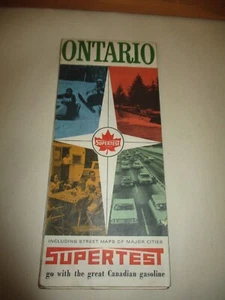 ONTARIO
SUPERTEST
INCLUDING STREET MAPS OF MAJOR CITIES
SUPERTEST
go with the great Canadian gasoline